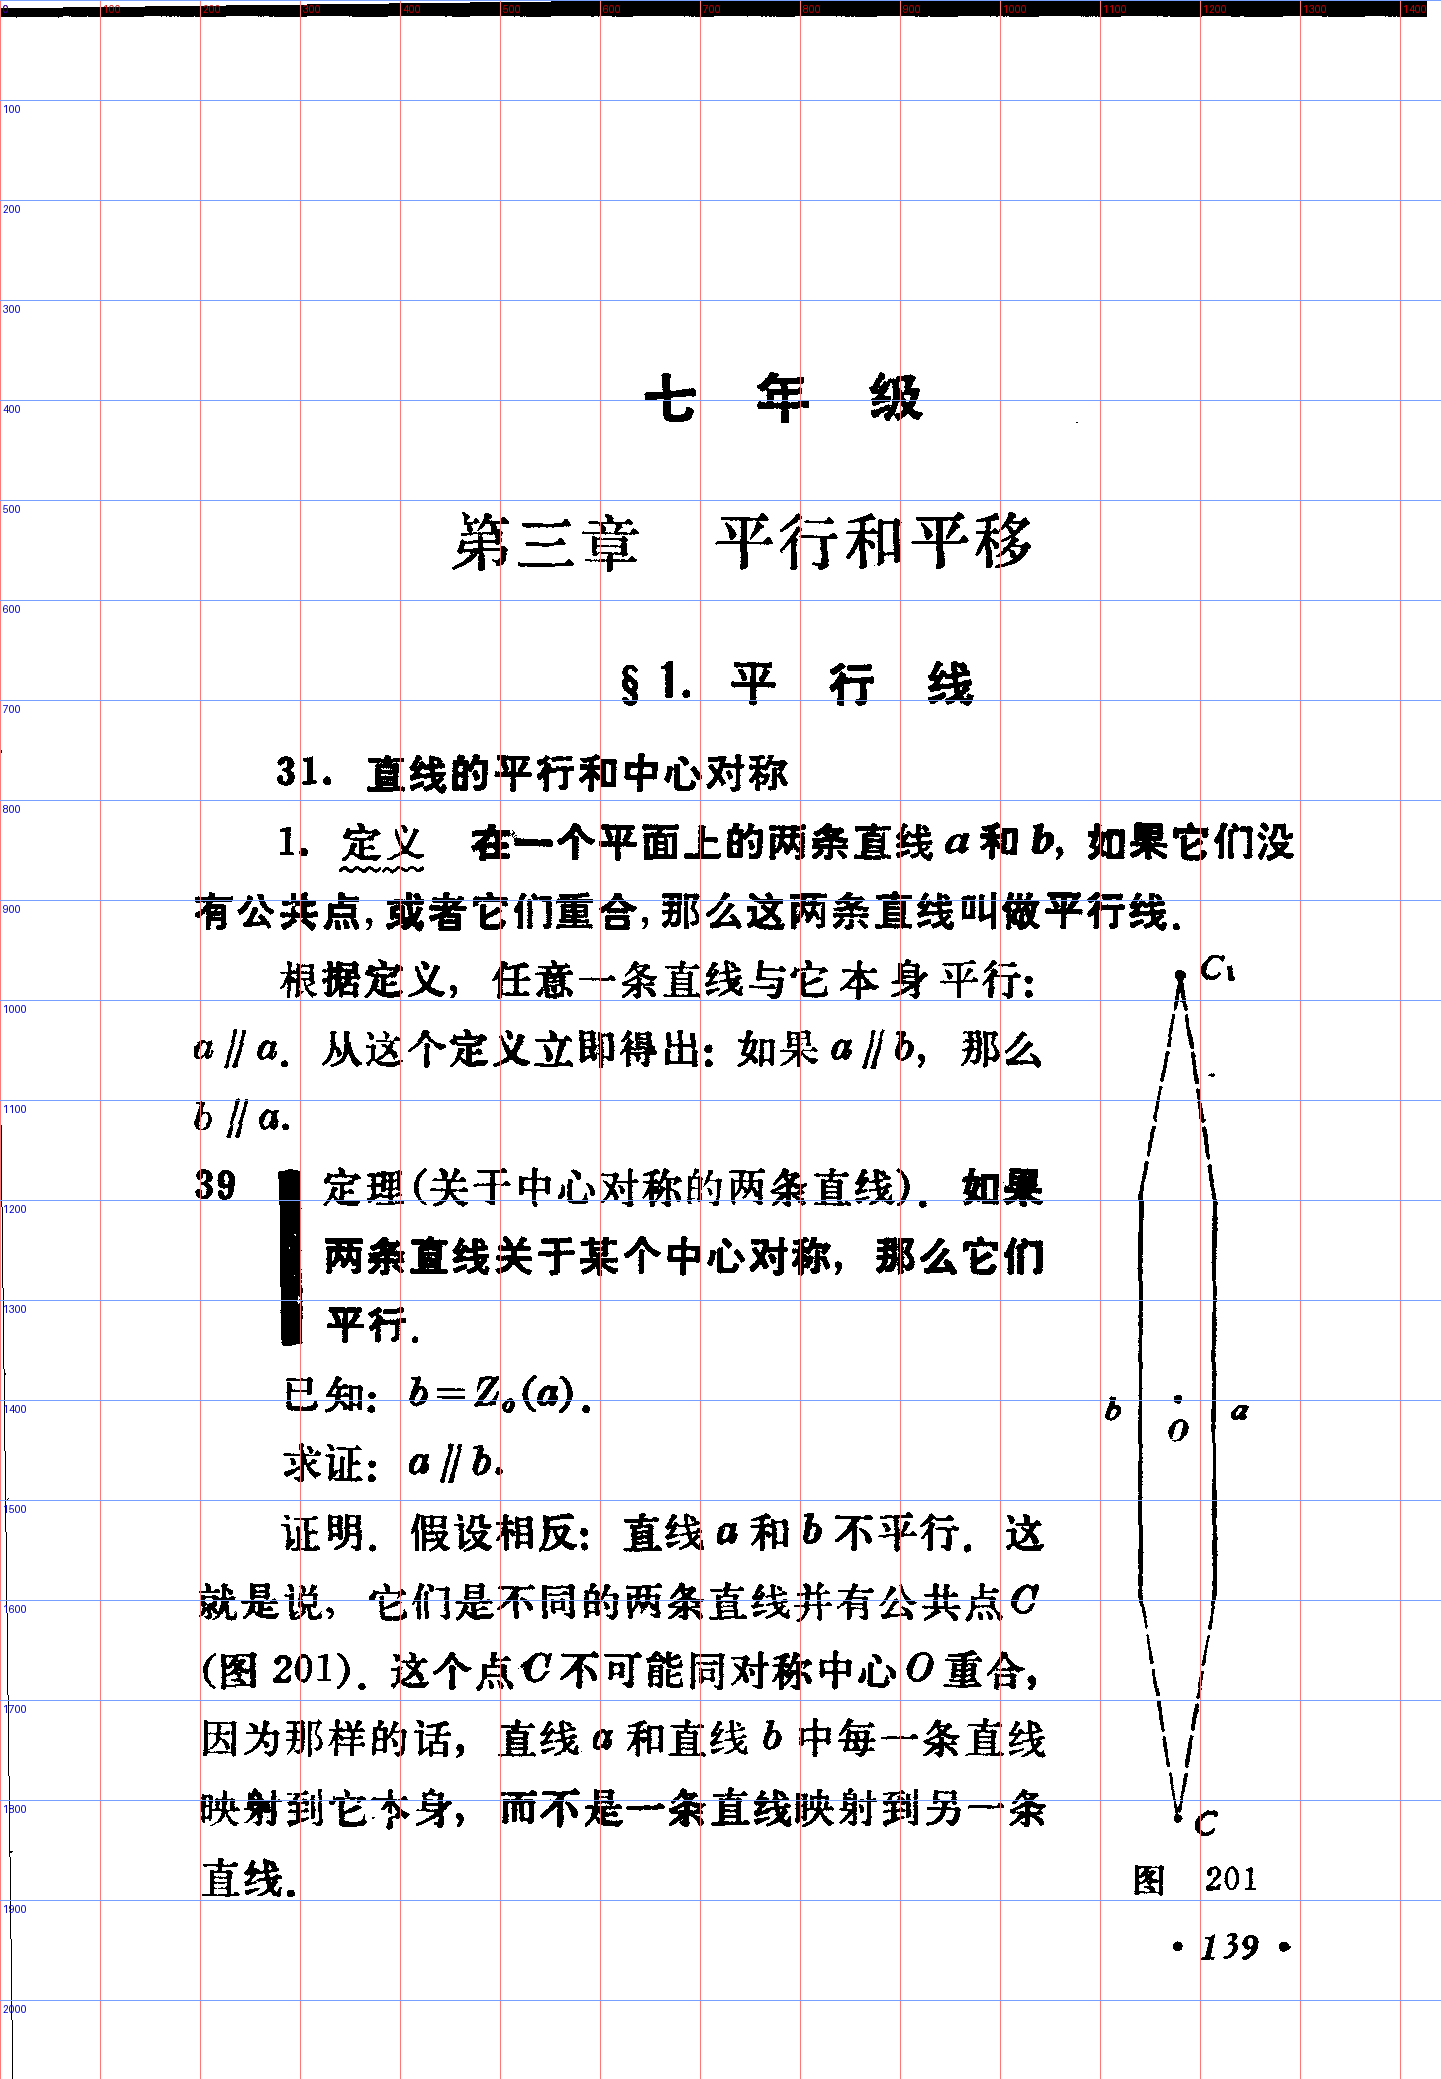 七 年 级
第三章 平行和平移
§1. 平 行 线
31. 直线的平行和中心对称
1. 定义 在一个平面上的两条直线a和b, 如果它们没
有公共点, 或者它们重合, 那么这两条直线叫做平行线.
根据定义, 任意一条直线与它本身平行:
a∥a. 从这个定义立即得出: 如果a∥b, 那么
b∥a.
39 定理(关于中心对称的两条直线). 如果
两条直线关于某个中心对称, 那么它们
平行.
已知: b=Zₒ(a).
求证: a∥b.
证明. 假设相反: 直线a和b不平行. 这
就是说, 它们是不同的两条直线并有公共点C
(图 201). 这个点C不可能同对称中心O重合,
因为那样的话, 直线a和直线b中每一条直线
映射到它本身, 而不是一条直线映射到另一条
直线.
C₁
b
O
a
C
图 201
• 139 •